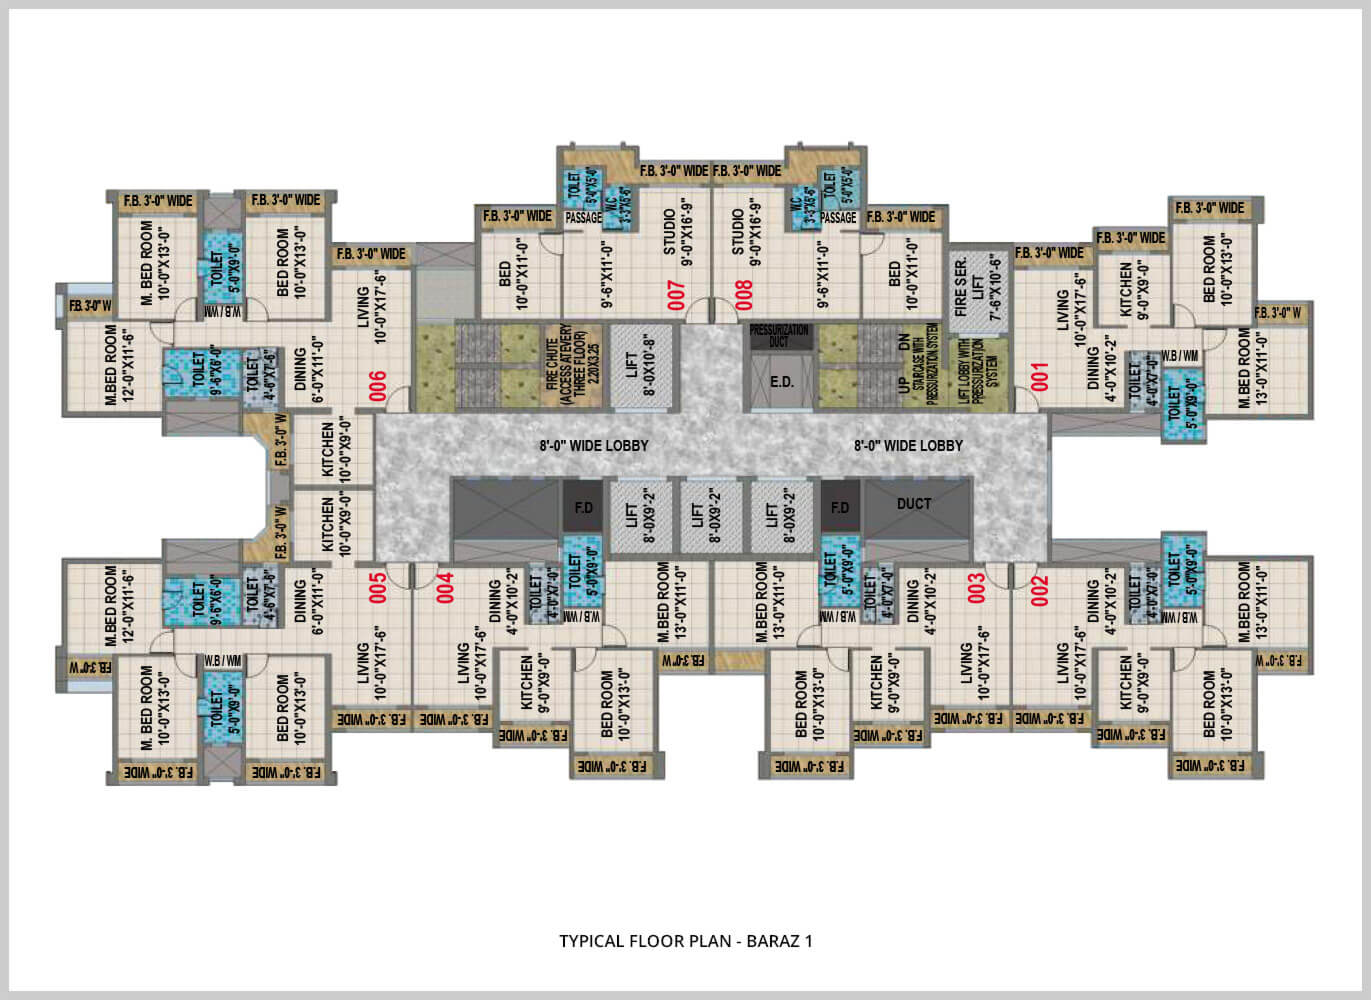 F.B. 3'-0" WIDE
F.B. 3'-0" WIDE
M. BED ROOM
10'-0"X13'-0"
TOILET
5'-0"X9'-0"
BED ROOM
10'-0"X13'-0"
W.B/WM
F.B. 3'-0" W
M.BED ROOM
12'-0"X11'-6"
TOILET
9'-6"X6'-0"
TOILET
4'-6"X7'-6"
DINING
6'-0"X11'-0"
F.B. 3'-0" WIDE
LIVING
10'-0"X17'-6"
006
F.B. 3'-0" W
KITCHEN
10'-0"X9'-0"
F.B. 3'-0" WIDE
BED
10'-0"X11'-0"
TOILET
5'-0"X5'-0"
W.C
3'-3"X5'-6"
PASSAGE
9'-6"X11'-0"
F.B. 3'-0" WIDE
STUDIO
9'-0"X16'-9"
007
F.B. 3'-0" WIDE
STUDIO
9'-0"X16'-9"
008
W.C
3'-3"X5'-6"
TOILET
5'-0"X5'-0"
PASSAGE
9'-6"X11'-0"
F.B. 3'-0" WIDE
BED
10'-0"X11'-0"
FIRE CHUTE
(ACCESS AT EVERY
THREE FLOOR)
2.20X3.25
LIFT
8'-0X10'-8"
PRESSURIZATION
DUCT
E.D.
UP
DN
STAIRCASE WITH
PRESSURIZATION SYSTEM
FIRE SER.
LIFT
7'-6"X10'-6"
LIFT LOBBY WITH
PRESSURIZATION
SYSTEM
F.B. 3'-0" WIDE
LIVING
10'-0"X17'-6"
001
DINING
4'-0"X10'-2"
F.B. 3'-0" WIDE
KITCHEN
9'-0"X9'-0"
TOILET
4'-0"X7'-0"
W.B / WM
TOILET
5'-0"X9'-0"
F.B. 3'-0" WIDE
BED ROOM
10'-0"X13'-0"
F.B. 3'-0" W
M.BED ROOM
13'-0"X11'-0"
8'-0" WIDE LOBBY
8'-0" WIDE LOBBY
F.D
LIFT
8'-0X9'-2"
LIFT
8'-0X9'-2"
LIFT
8'-0X9'-2"
F.D
DUCT
F.B. 3'-0" W
KITCHEN
10'-0"X9'-0"
M.BED ROOM
12'-0"X11'-6"
TOILET
9'-6"X6'-0"
TOILET
4'-6"X7'-6"
DINING
6'-0"X11'-0"
005
LIVING
10'-0"X17'-6"
F.B. 3'-0" WIDE
F.B. 3'-0" W
M. BED ROOM
10'-0"X13'-0"
W.B / WM
TOILET
5'-0"X9'-0"
BED ROOM
10'-0"X13'-0"
F.B. 3'-0" WIDE
F.B. 3'-0" WIDE
004
LIVING
10'-0"X17'-6"
DINING
4'-0"X10'-2"
TOILET
4'-0"X7'-0"
TOILET
5'-0"X9'-0"
W.B/WM
M.BED ROOM
13'-0"X11'-0"
F.B. 3'-0" W
KITCHEN
9'-0"X9'-0"
BED ROOM
10'-0"X13'-0"
F.B. 3'-0" WIDE
F.B. 3'-0" WIDE
F.B. 3'-0" WIDE
M.BED ROOM
13'-0"X11'-0"
TOILET
5'-0"X9'-0"
W.B/WM
TOILET
4'-0"X7'-0"
DINING
4'-0"X10'-2"
003
LIVING
10'-0"X17'-6"
BED ROOM
10'-0"X13'-0"
KITCHEN
9'-0"X9'-0"
F.B. 3'-0" WIDE
F.B. 3'-0" WIDE
F.B. 3'-0" WIDE
002
LIVING
10'-0"X17'-6"
DINING
4'-0"X10'-2"
TOILET
4'-0"X7'-0"
TOILET
5'-0"X9'-0"
W.B/WM
M.BED ROOM
13'-0"X11'-0"
F.B. 3'-0" W
KITCHEN
9'-0"X9'-0"
BED ROOM
10'-0"X13'-0"
F.B. 3'-0" WIDE
F.B. 3'-0" WIDE
F.B. 3'-0" WIDE
TYPICAL FLOOR PLAN - BARAZ 1